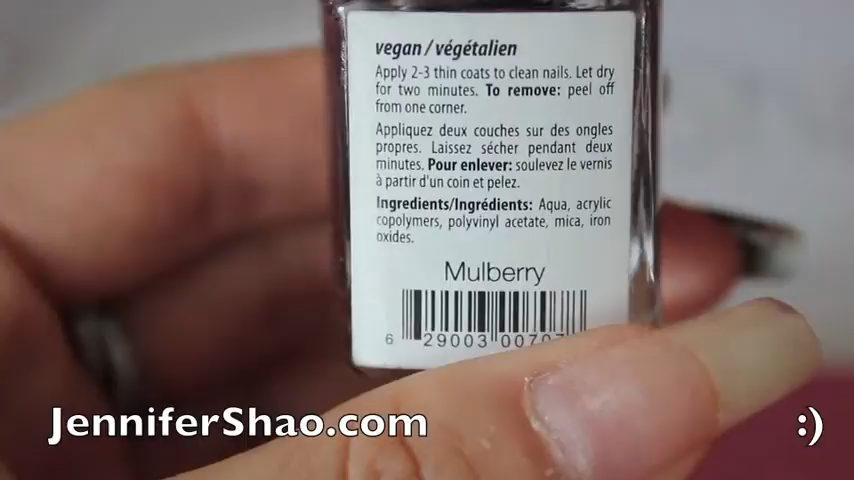 vegan / végétalien
Apply 2-3 thin coats to clean nails. Let dry
for two minutes. To remove: peel off
from one corner.
Appliquez deux couches sur des ongles
propres. Laissez sécher pendant deux
minutes. Pour enlever: soulevez le vernis
à partir d'un coin et pelez.
Ingredients/Ingrédients: Aqua, acrylic
copolymers, polyvinyl acetate, mica, iron
oxides.
Mulberry
6 29003 00707
JenniferShao.com :)